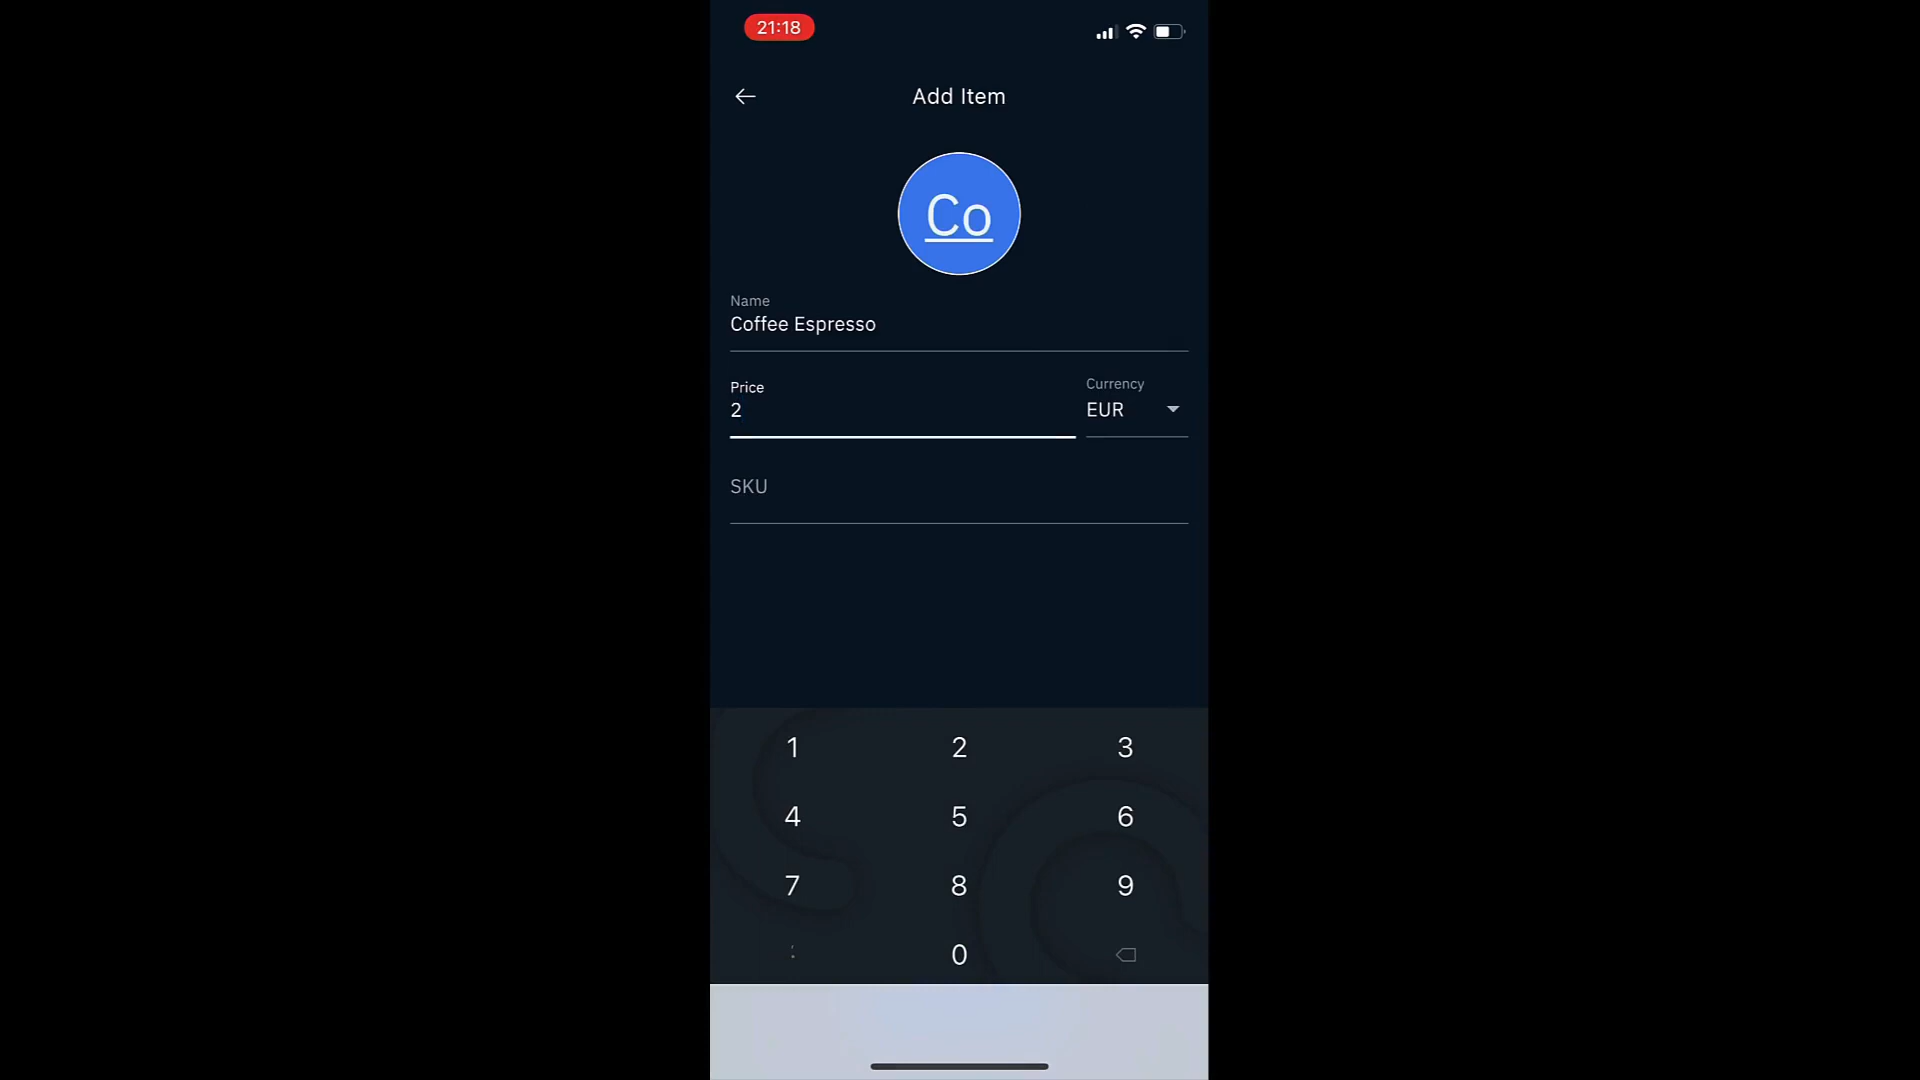 21:18
Add Item
Co
Name
Coffee Espresso
Price
Currency
2
EUR
SKU
1 2 3
4 5 6
7 8 9
0